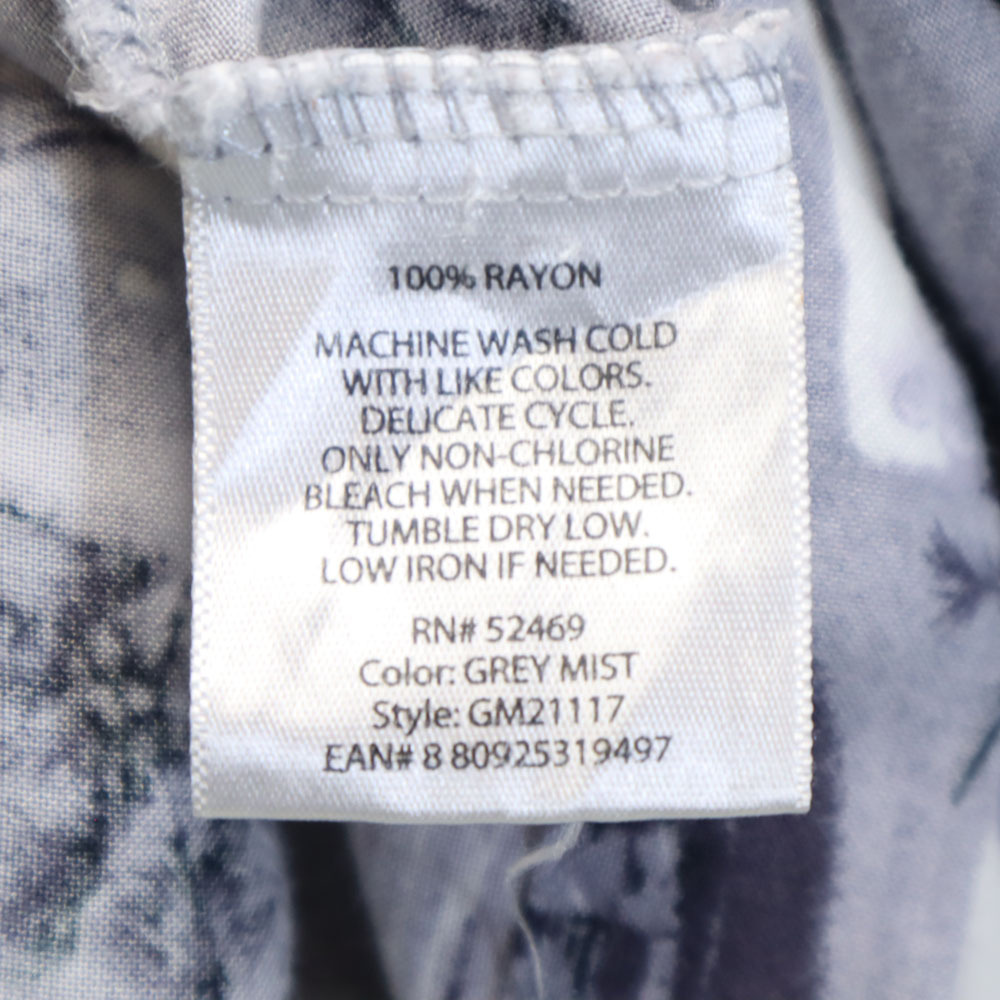 100% RAYON
MACHINE WASH COLD
WITH LIKE COLORS.
DELICATE CYCLE.
ONLY NON-CHLORINE
BLEACH WHEN NEEDED.
TUMBLE DRY LOW.
LOW IRON IF NEEDED.
RN# 52469
Color: GREY MIST
Style: GM21117
EAN# 8 80925319497